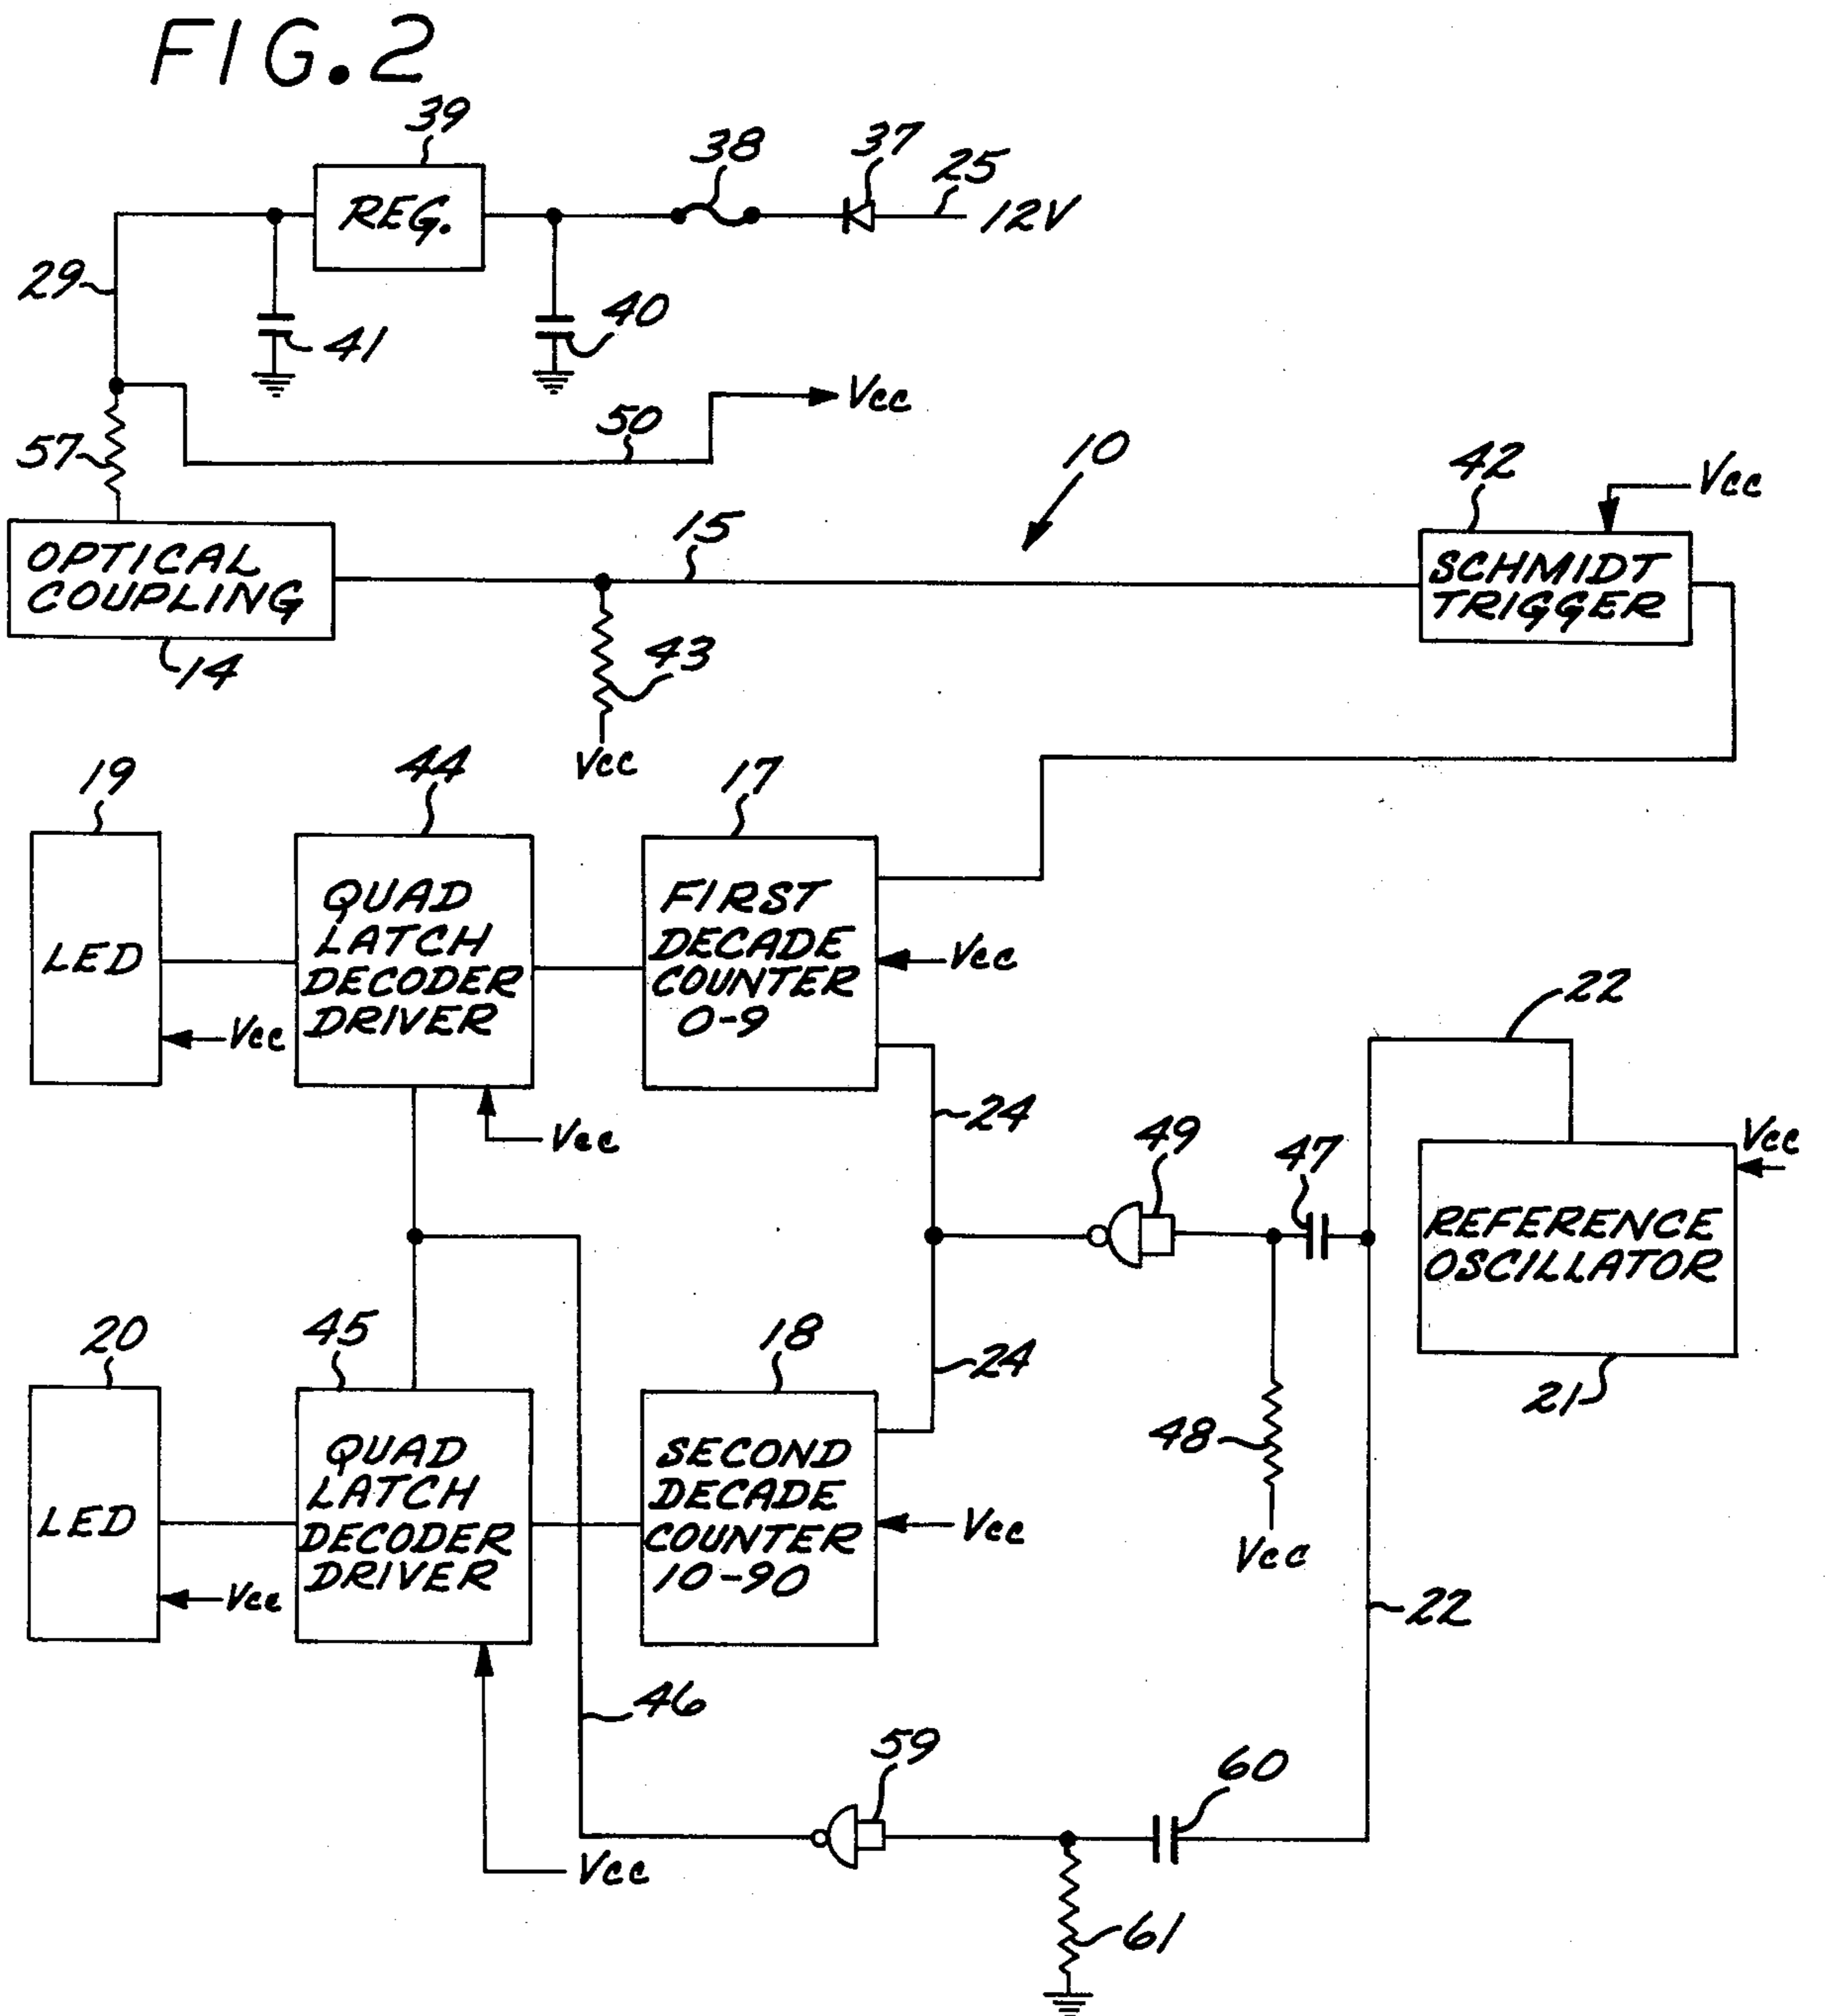 FIG. 2
39
38
37
25
REG.
12V
29
41
40
Vcc
57
50
10
42
Vcc
15
OPTICAL
COUPLING
SCHMIDT
TRIGGER
14
43
Vcc
19
44
17
LED
QUAD
LATCH
DECODER
DRIVER
FIRST
DECADE
COUNTER
0-9
Vcc
Vcc
Vcc
22
24
49
47
Vcc
REFERENCE
OSCILLATOR
20
45
18
24
21
48
LED
QUAD
LATCH
DECODER
DRIVER
SECOND
DECADE
COUNTER
10-90
Vcc
Vcc
Vcc
22
46
59
60
Vcc
61